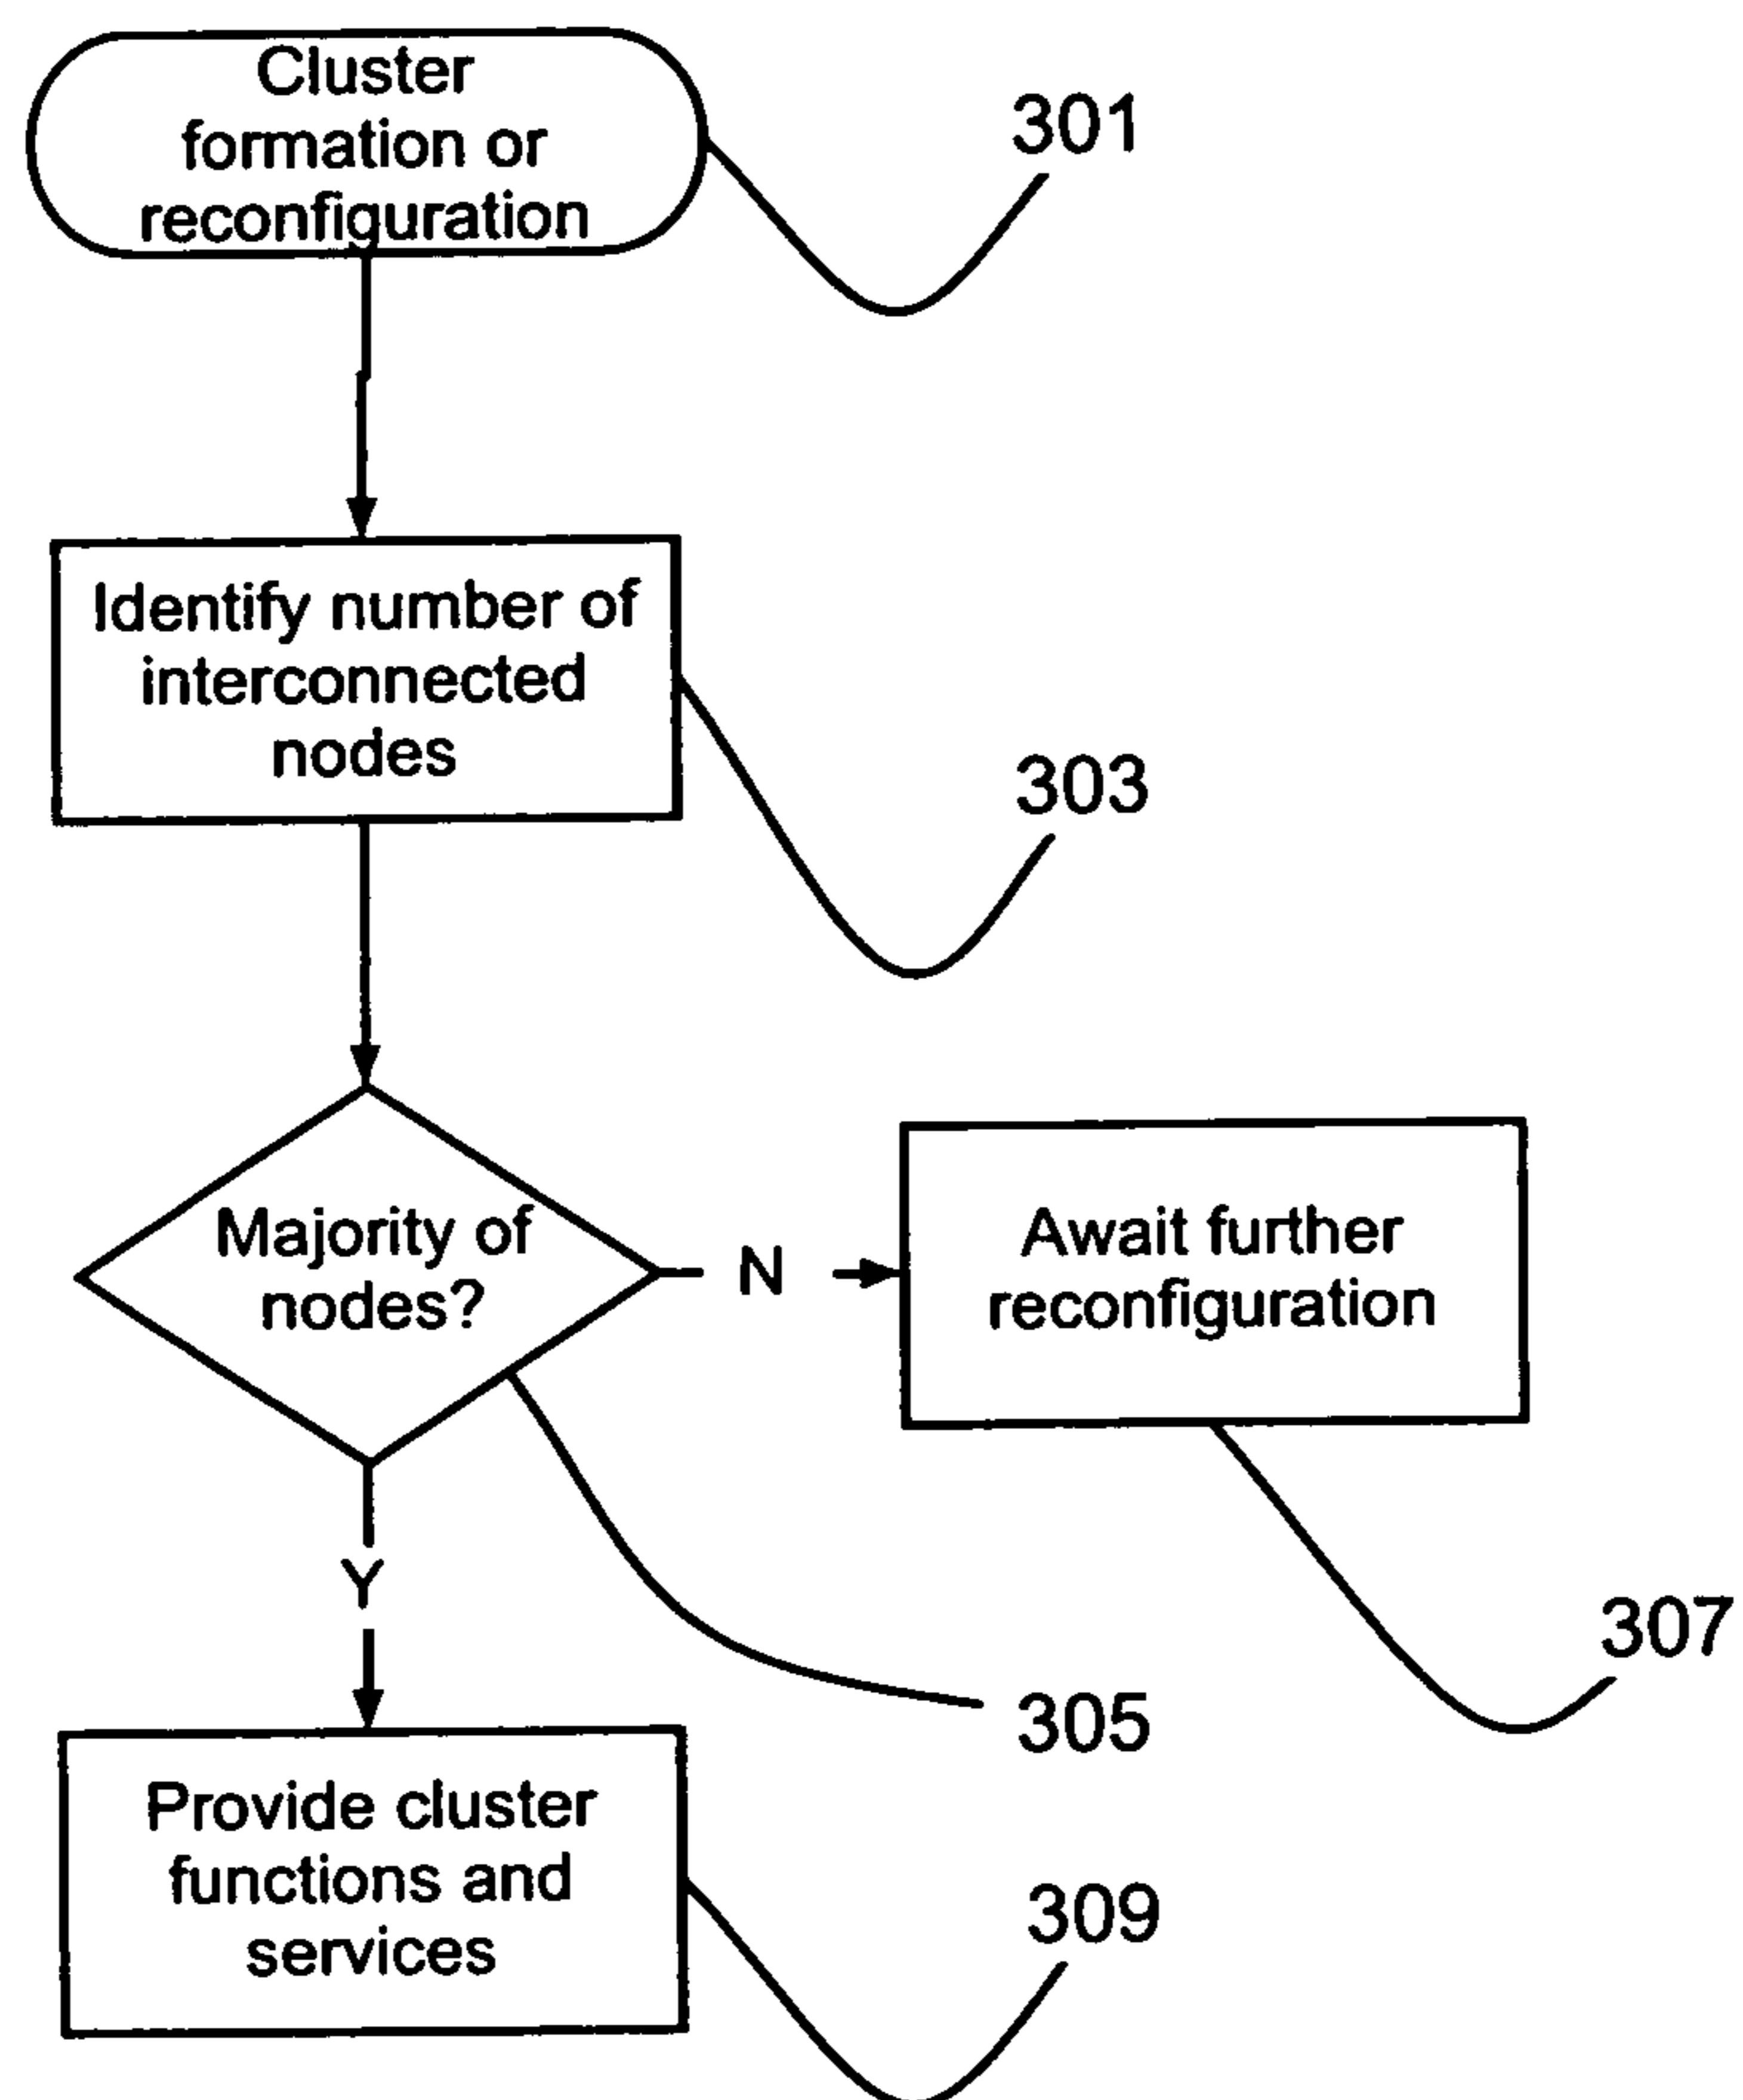 Cluster
formation or
reconfiguration
301
Identify number of
interconnected
nodes
303
Majority of
nodes?
N
Await further
reconfiguration
Y
307
305
Provide cluster
functions and
services
309